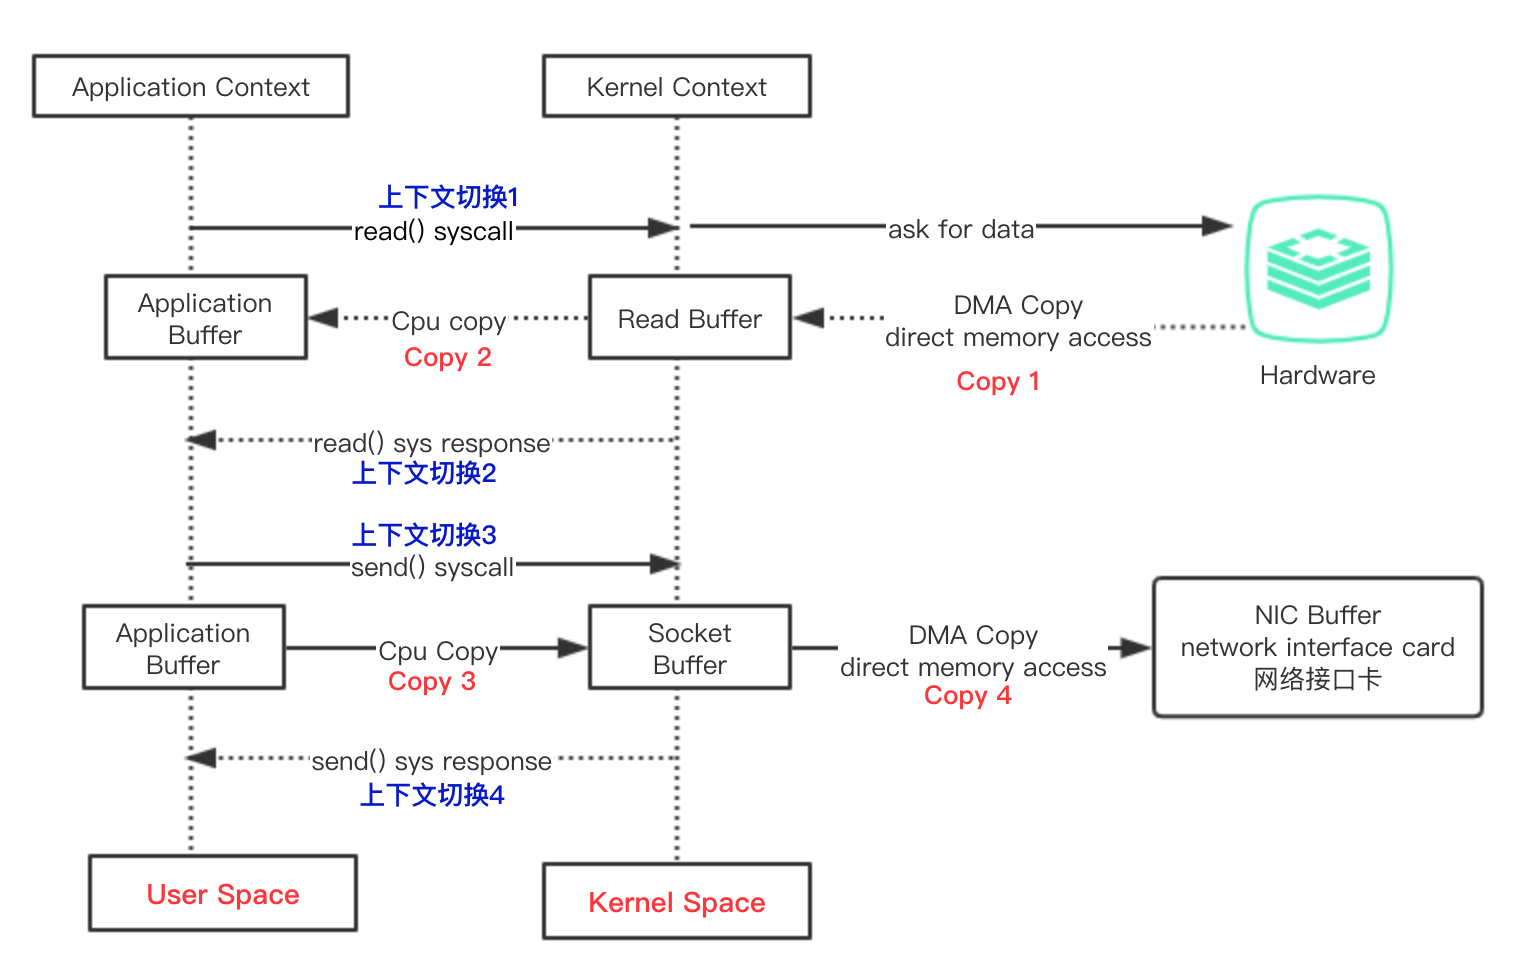 Application Context
Kernel Context
上下文切换1
read() syscall
ask for data
Application
Buffer
Cpu copy
Copy 2
Read Buffer
DMA Copy
direct memory access
Copy 1
Hardware
read() sys response
上下文切换2
上下文切换3
send() syscall
Application
Buffer
Cpu Copy
Copy 3
Socket
Buffer
DMA Copy
direct memory access
Copy 4
NIC Buffer
network interface card
网络接口卡
send() sys response
上下文切换4
User Space
Kernel Space